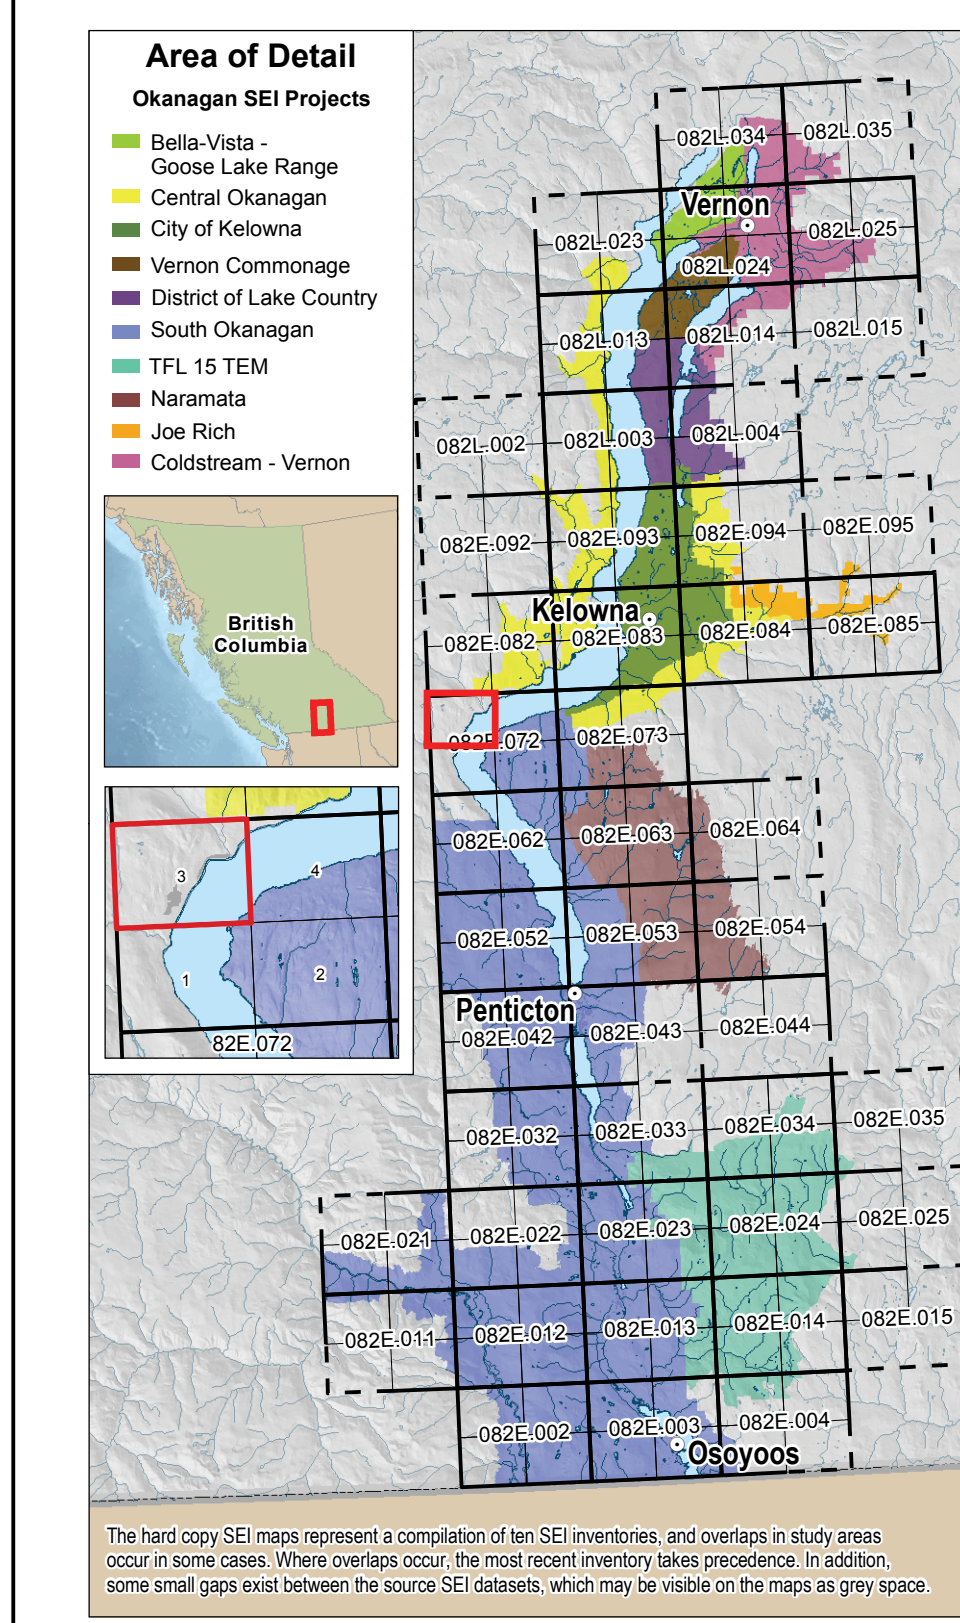 Area of Detail
Okanagan SEI Projects
Bella-Vista -
Goose Lake Range
Central Okanagan
City of Kelowna
Vernon Commonage
District of Lake Country
South Okanagan
TFL 15 TEM
Naramata
Joe Rich
Coldstream - Vernon
British
Columbia
3
4
1
2
82E.072
082L.034
082L.035
Vernon
082L.023
082L.024
082L.025
082L.013
082L.014
082L.015
082L.002
082L.003
082L.004
082E.092
082E.093
082E.094
082E.095
Kelowna
082E.082
082E.083
082E.084
082E.085
082E.072
082E.073
082E.062
082E.063
082E.064
082E.052
082E.053
082E.054
Penticton
082E.042
082E.043
082E.044
082E.032
082E.033
082E.034
082E.035
082E.021
082E.022
082E.023
082E.024
082E.025
082E.011
082E.012
082E.013
082E.014
082E.015
082E.002
082E.003
082E.004
Osoyoos
The hard copy SEI maps represent a compilation of ten SEI inventories, and overlaps in study areas
occur in some cases. Where overlaps occur, the most recent inventory takes precedence. In addition,
some small gaps exist between the source SEI datasets, which may be visible on the maps as grey space.